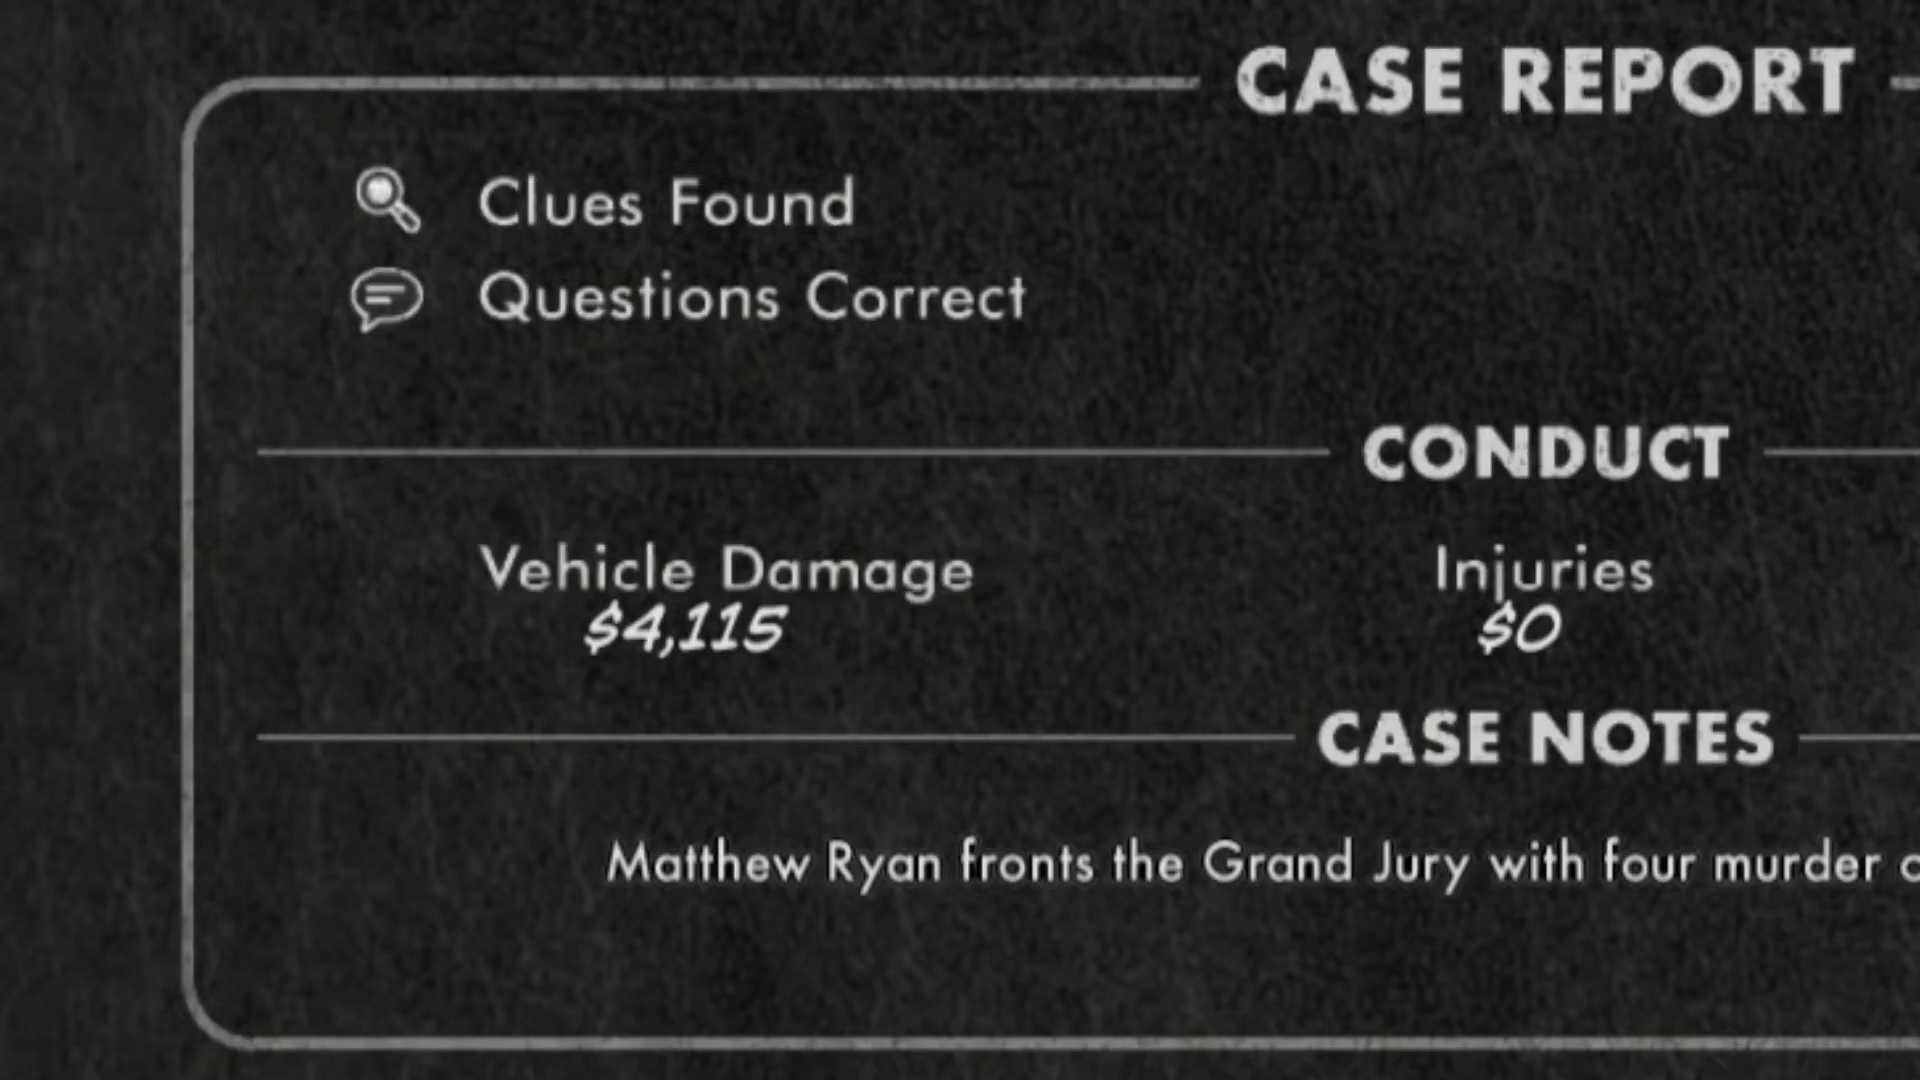 CASE REPORT
Clues Found
Questions Correct
CONDUCT
Vehicle Damage
Injuries
$4,115
$0
CASE NOTES
Matthew Ryan fronts the Grand Jury with four murder